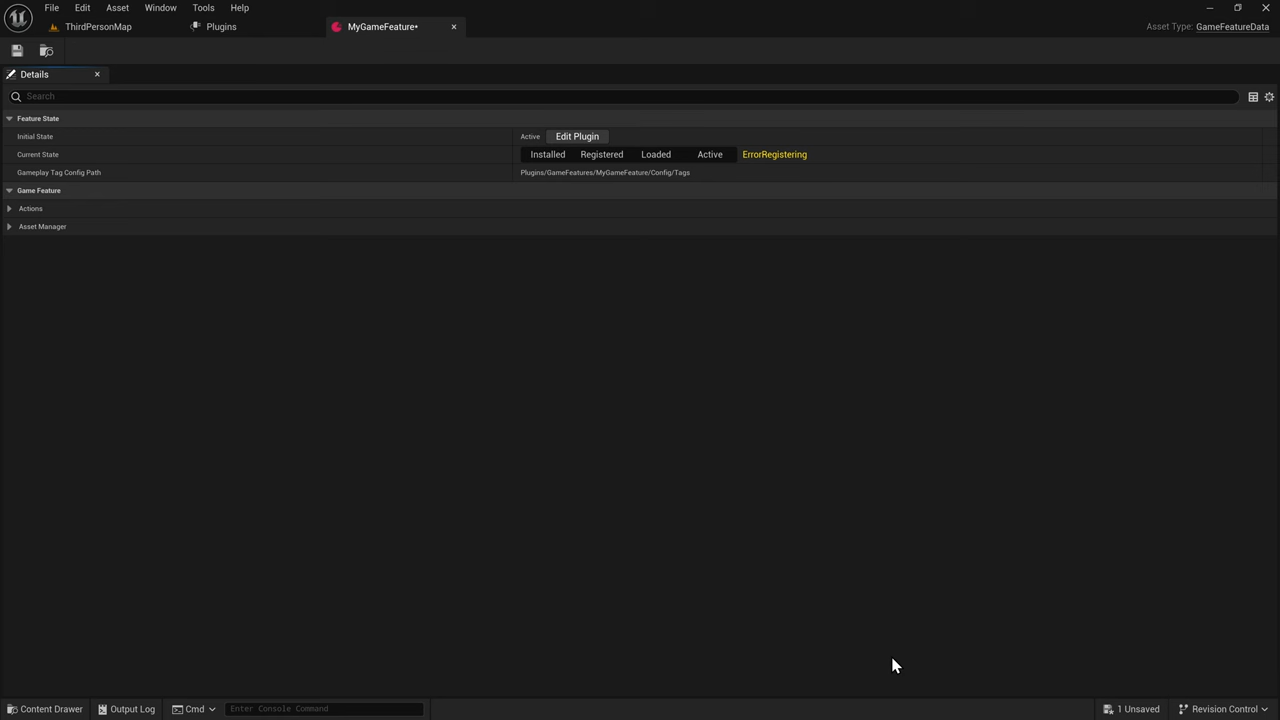 File Edit Asset Window Tools Help
ThirdPersonMap Plugins MyGameFeature• Asset Type: GameFeatureData
Details
Search
Feature State
Initial State Active Edit Plugin
Current State Installed Registered Loaded Active ErrorRegistering
Gameplay Tag Config Path Plugins/GameFeatures/MyGameFeature/Config/Tags
Game Feature
Actions
Asset Manager
Content Drawer Output Log Cmd Enter Console Command 1 Unsaved Revision Control